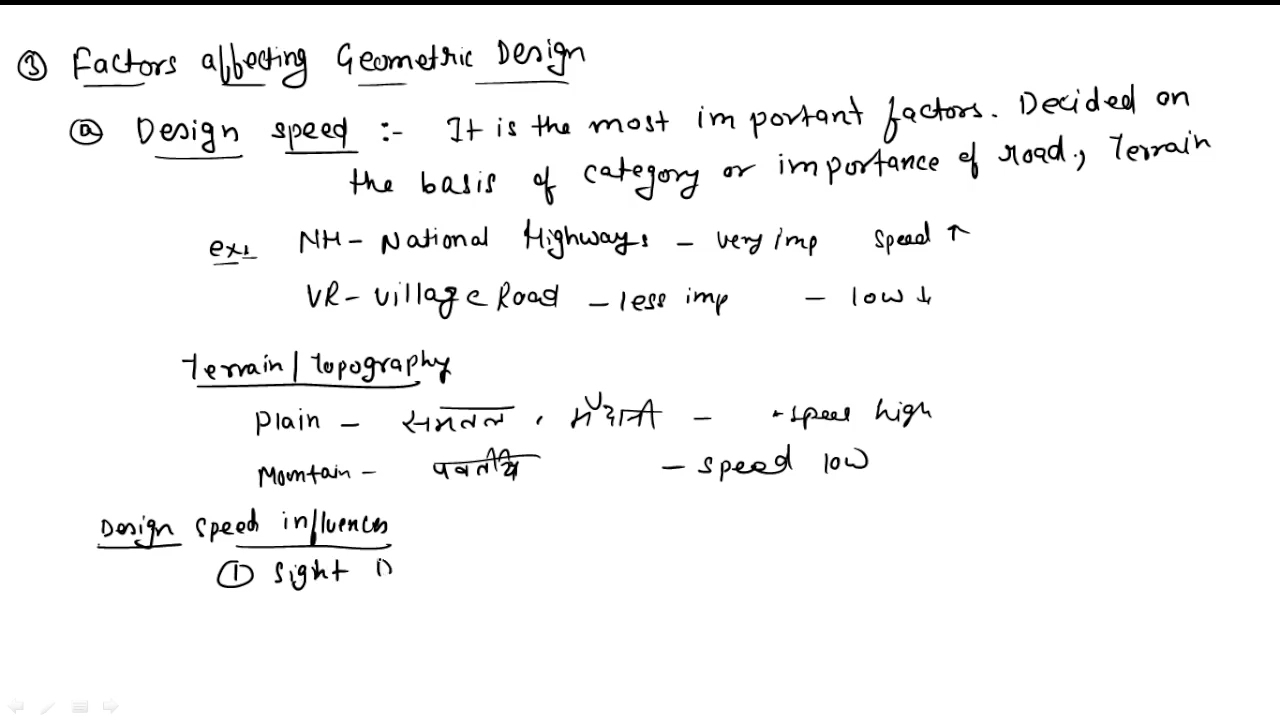 ③ Factors affecting Geometric Design
ⓐ Design speed :- It is the most important factors. Decided on
the basis of category or importance of road, Terrain
ex: NH - National Highways - very imp speed ↑
VR - village Road - less imp - low ↓
Terrain / topography
Plain - समतल, मैदानी - speed high
Mountain - पर्वतीय - speed low
Design speed influences
① Sight D